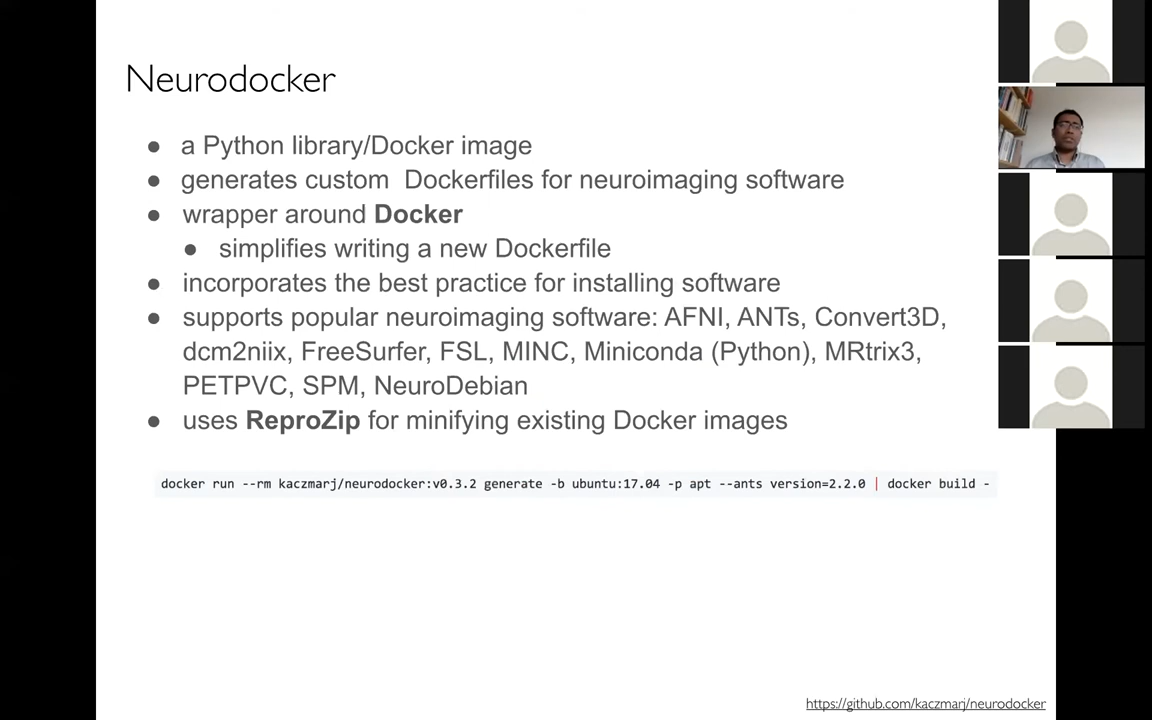 Neurodocker
● a Python library/Docker image
● generates custom Dockerfiles for neuroimaging software
● wrapper around Docker
● simplifies writing a new Dockerfile
● incorporates the best practice for installing software
● supports popular neuroimaging software: AFNI, ANTs, Convert3D,
dcm2niix, FreeSurfer, FSL, MINC, Miniconda (Python), MRtrix3,
PETPVC, SPM, NeuroDebian
● uses ReproZip for minifying existing Docker images
docker run --rm kaczmarj/neurodocker:v0.3.2 generate -b ubuntu:17.04 -p apt --ants version=2.2.0 | docker build -
https://github.com/kaczmarj/neurodocker